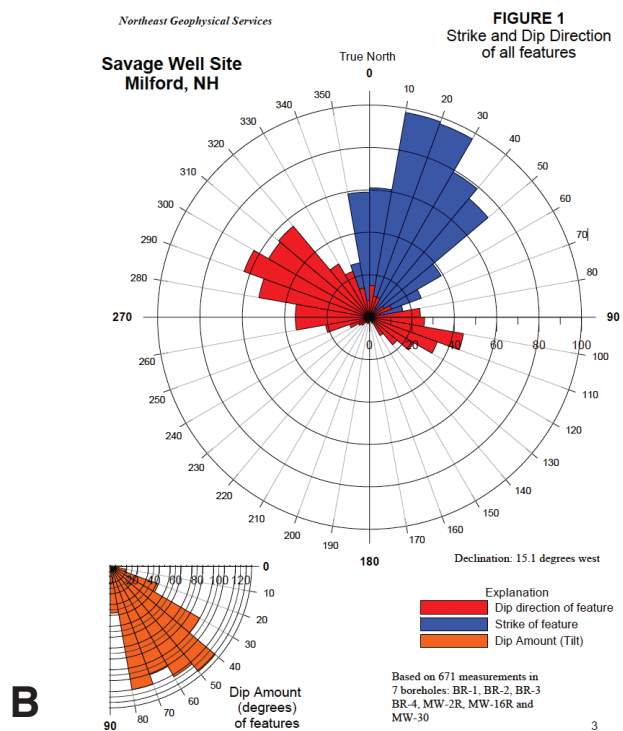 Northeast Geophysical Services
FIGURE 1
Strike and Dip Direction
of all features
Savage Well Site
Milford, NH
True North
0
10
20
30
40
50
60
70
80
90
100
110
120
130
140
150
160
170
180
190
200
210
220
230
240
250
260
270
280
290
300
310
320
330
340
350
0 20 40 60 80 100
Declination: 15.1 degrees west
Explanation
Dip direction of feature
Strike of feature
Dip Amount (Tilt)
20 40 60 80 100 120
0
10
20
30
40
50
60
70
80
90
Dip Amount
(degrees)
of features
Based on 671 measurements in
7 boreholes: BR-1, BR-2, BR-3
BR-4, MW-2R, MW-16R and
MW-30
B
3